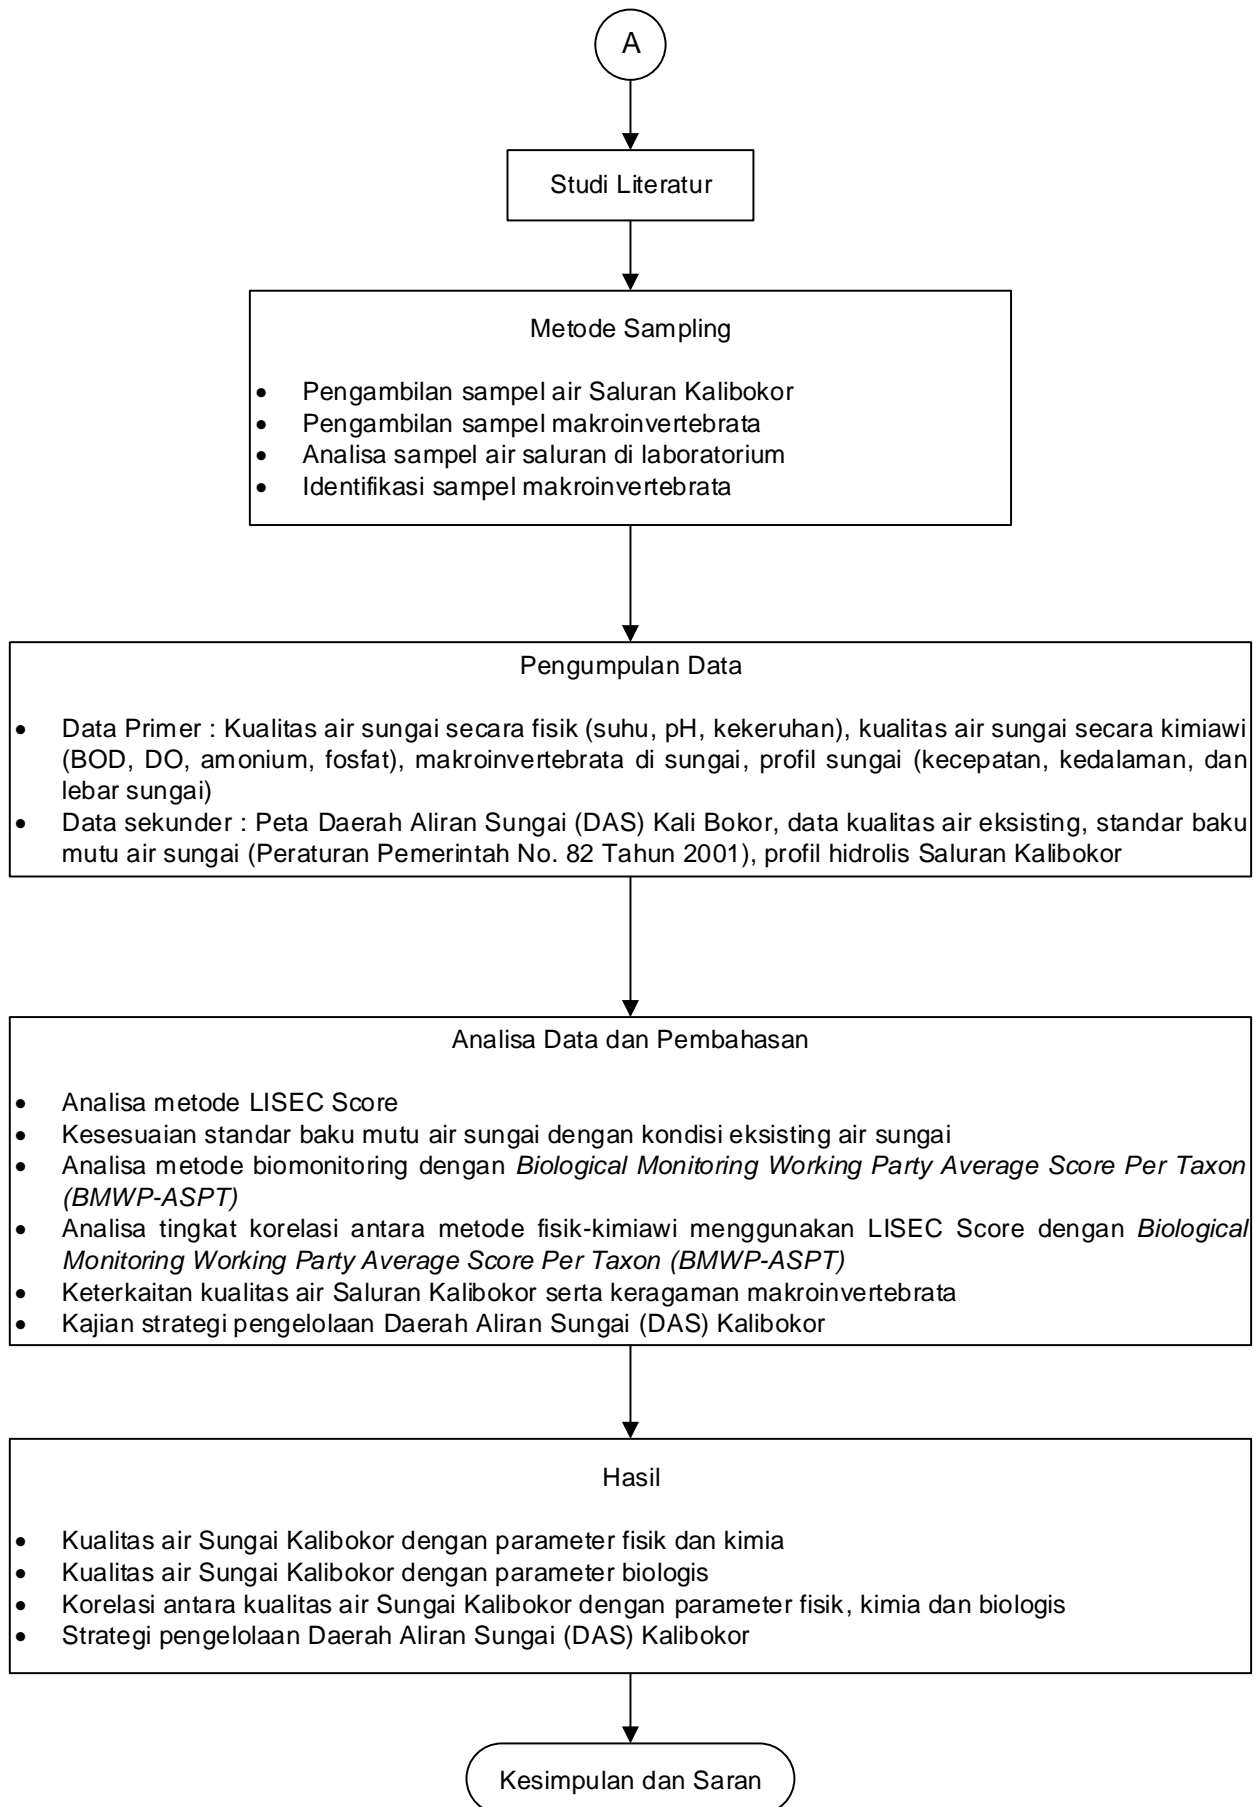 A
Studi Literatur
Metode Sampling
• Pengambilan sampel air Saluran Kalibokor
• Pengambilan sampel makroinvertebrata
• Analisa sampel air saluran di laboratorium
• Identifikasi sampel makroinvertebrata
Pengumpulan Data
• Data Primer : Kualitas air sungai secara fisik (suhu, pH, kekeruhan), kualitas air sungai secara kimiawi
(BOD, DO, amonium, fosfat), makroinvertebrata di sungai, profil sungai (kecepatan, kedalaman, dan
lebar sungai)
• Data sekunder : Peta Daerah Aliran Sungai (DAS) Kali Bokor, data kualitas air eksisting, standar baku
mutu air sungai (Peraturan Pemerintah No. 82 Tahun 2001), profil hidrolis Saluran Kalibokor
Analisa Data dan Pembahasan
• Analisa metode LISEC Score
• Kesesuaian standar baku mutu air sungai dengan kondisi eksisting air sungai
• Analisa metode biomonitoring dengan Biological Monitoring Working Party Average Score Per Taxon
(BMWP-ASPT)
• Analisa tingkat korelasi antara metode fisik-kimiawi menggunakan LISEC Score dengan Biological
Monitoring Working Party Average Score Per Taxon (BMWP-ASPT)
• Keterkaitan kualitas air Saluran Kalibokor serta keragaman makroinvertebrata
• Kajian strategi pengelolaan Daerah Aliran Sungai (DAS) Kalibokor
Hasil
• Kualitas air Sungai Kalibokor dengan parameter fisik dan kimia
• Kualitas air Sungai Kalibokor dengan parameter biologis
• Korelasi antara kualitas air Sungai Kalibokor dengan parameter fisik, kimia dan biologis
• Strategi pengelolaan Daerah Aliran Sungai (DAS) Kalibokor
Kesimpulan dan Saran